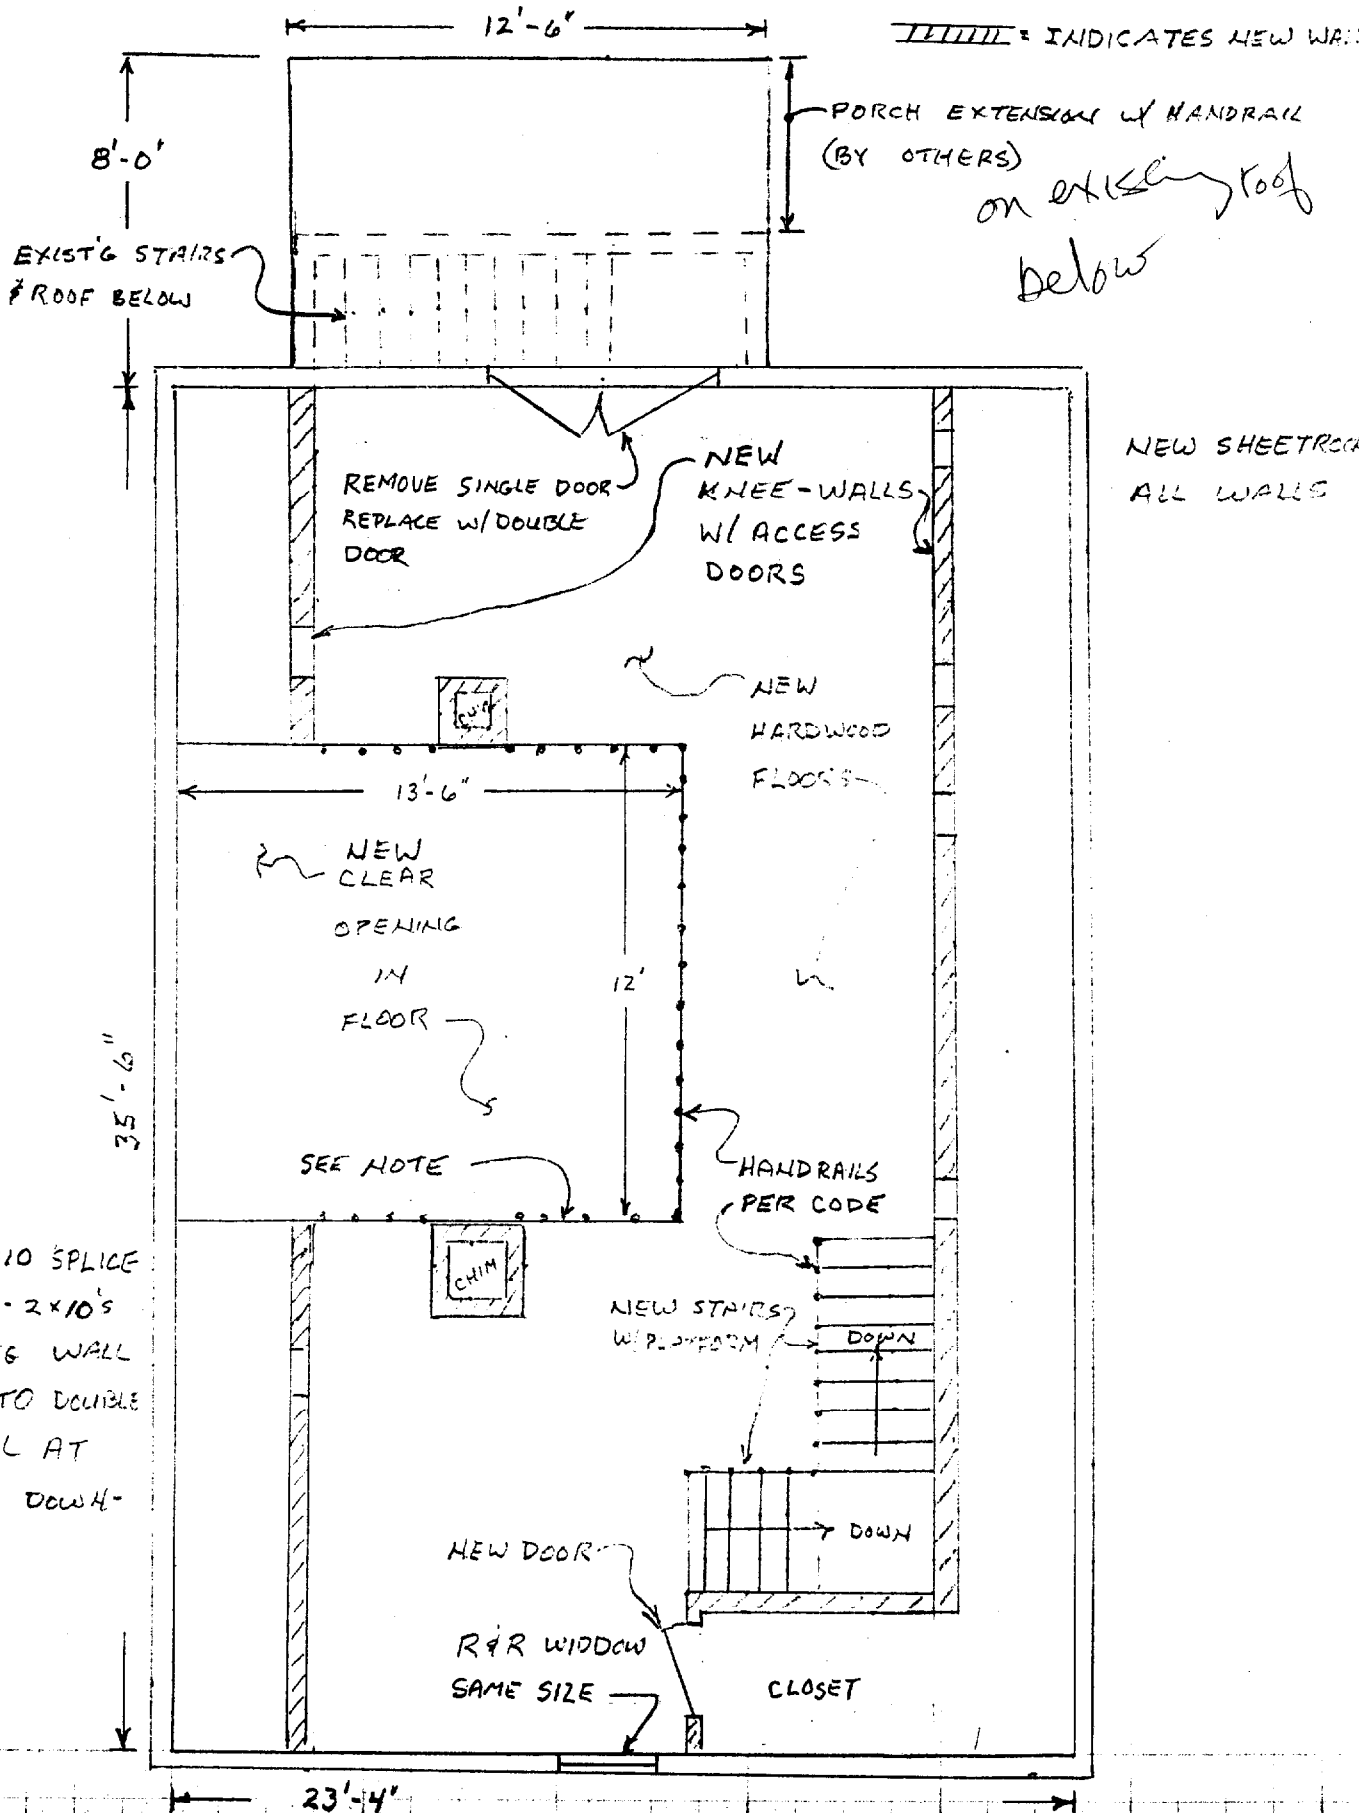 12'-6"
= INDICATES NEW WA
8'-0"
PORCH EXTENSION W/ HANDRAIL
(BY OTHERS)
on existing roof
below
EXIST'G STAIRS
& ROOF BELOW
REMOVE SINGLE DOOR
REPLACE W/DOUBLE
DOOR
NEW
KNEE-WALLS
W/ ACCESS
DOORS
NEW SHEETROCK
ALL WALLS
NEW
HARDWOOD
FLOORS
13'-6"
NEW
CLEAR
OPENING
IN
FLOOR
12'
35'-6"
SEE NOTE
HANDRAILS
PER CODE
CHIM
10 SPLICE
- 2x10's
G WALL
TO DOUBLE
L AT
DOWN-
NEW STAIRS
W/PLATFORM
DOWN
DOWN
NEW DOOR
R&R WIDDOW
SAME SIZE
CLOSET
23'-4"